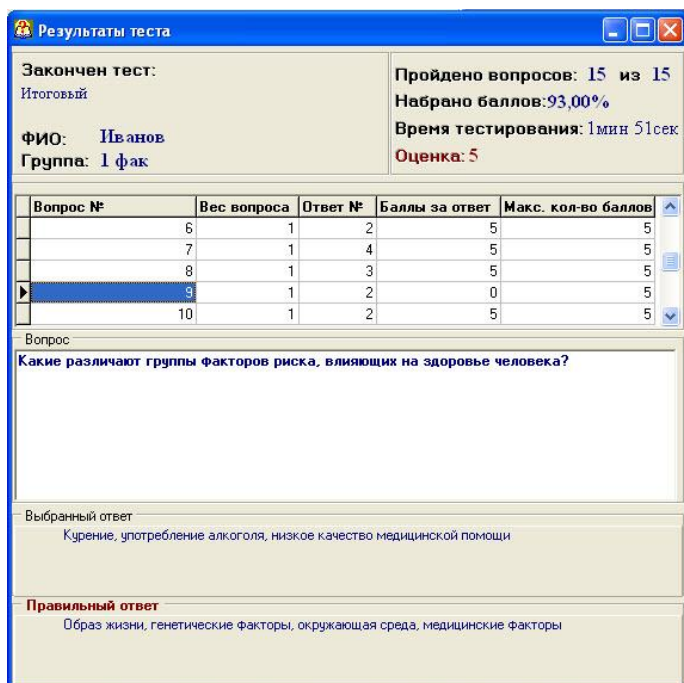 Результаты теста
Закончен тест:
Итоговый
ФИО: Иванов
Группа: 1 фак
Пройдено вопросов: 15 из 15
Набрано баллов:93,00%
Время тестирования: 1мин 51сек
Оценка: 5
Вопрос № Вес вопроса Ответ № Баллы за ответ Макс. кол-во баллов
6 1 2 5 5
7 1 4 5 5
8 1 3 5 5
9 1 2 0 5
10 1 2 5 5
Вопрос
Какие различают группы факторов риска, влияющих на здоровье человека?
Выбранный ответ
Курение, употребление алкоголя, низкое качество медицинской помощи
Правильный ответ
Образ жизни, генетические факторы, окружающая среда, медицинские факторы